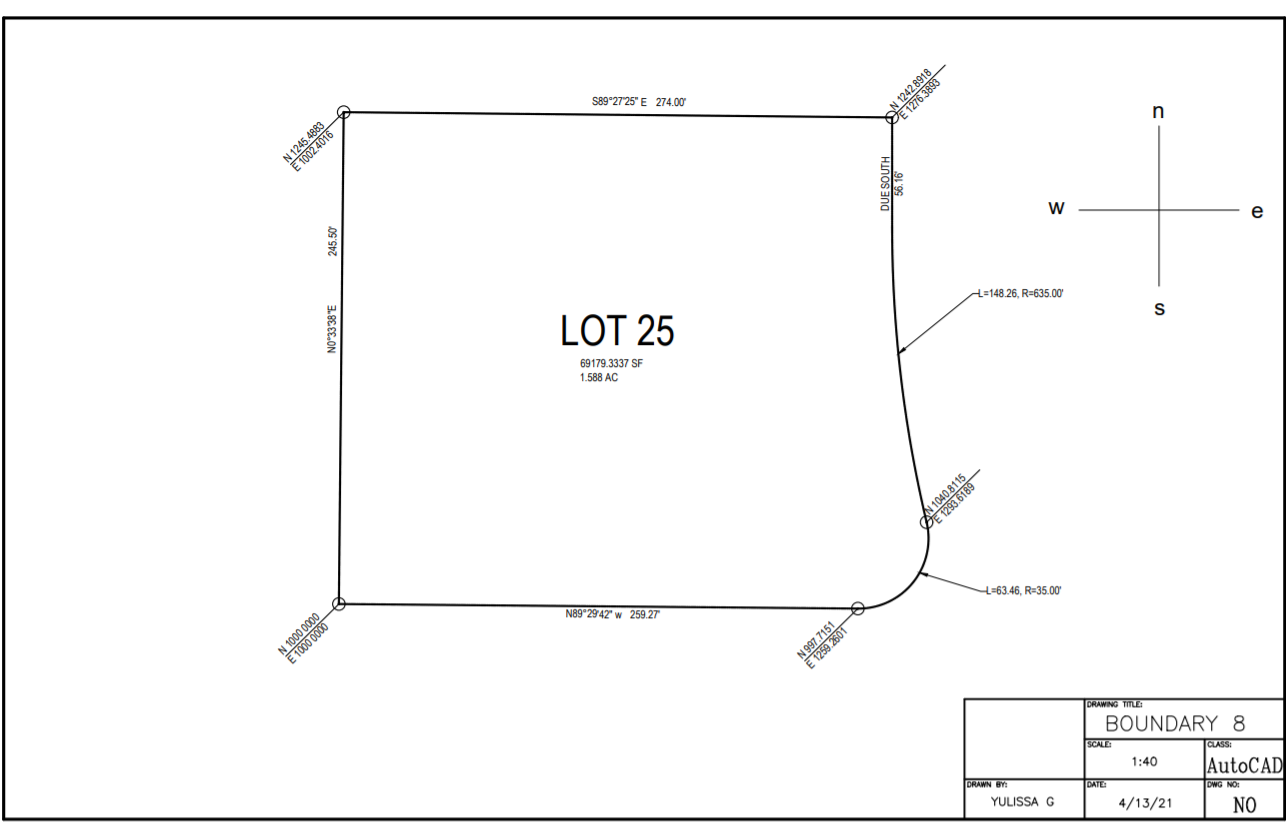 S89°27'25" E   274.00'
N 1242.8918
E 1276.3893
N 1245.4883
E 1002.4016
n
w
e
s
DUE SOUTH
56.16'
245.50'
N0°33'38"E
L=148.26, R=635.00'
LOT 25
69179.3337 SF
1.588 AC
N 1040.8115
E 1293.6189
L=63.46, R=35.00'
N89°29'42" w   259.27'
N 1000.0000
E 1000.0000
N 997.7151
E 1259.2601
DRAWING TITLE:
BOUNDARY 8
SCALE:
1:40
CLASS:
AutoCAD
DRAWN BY:
YULISSA G
DATE:
4/13/21
DWG NO:
NO